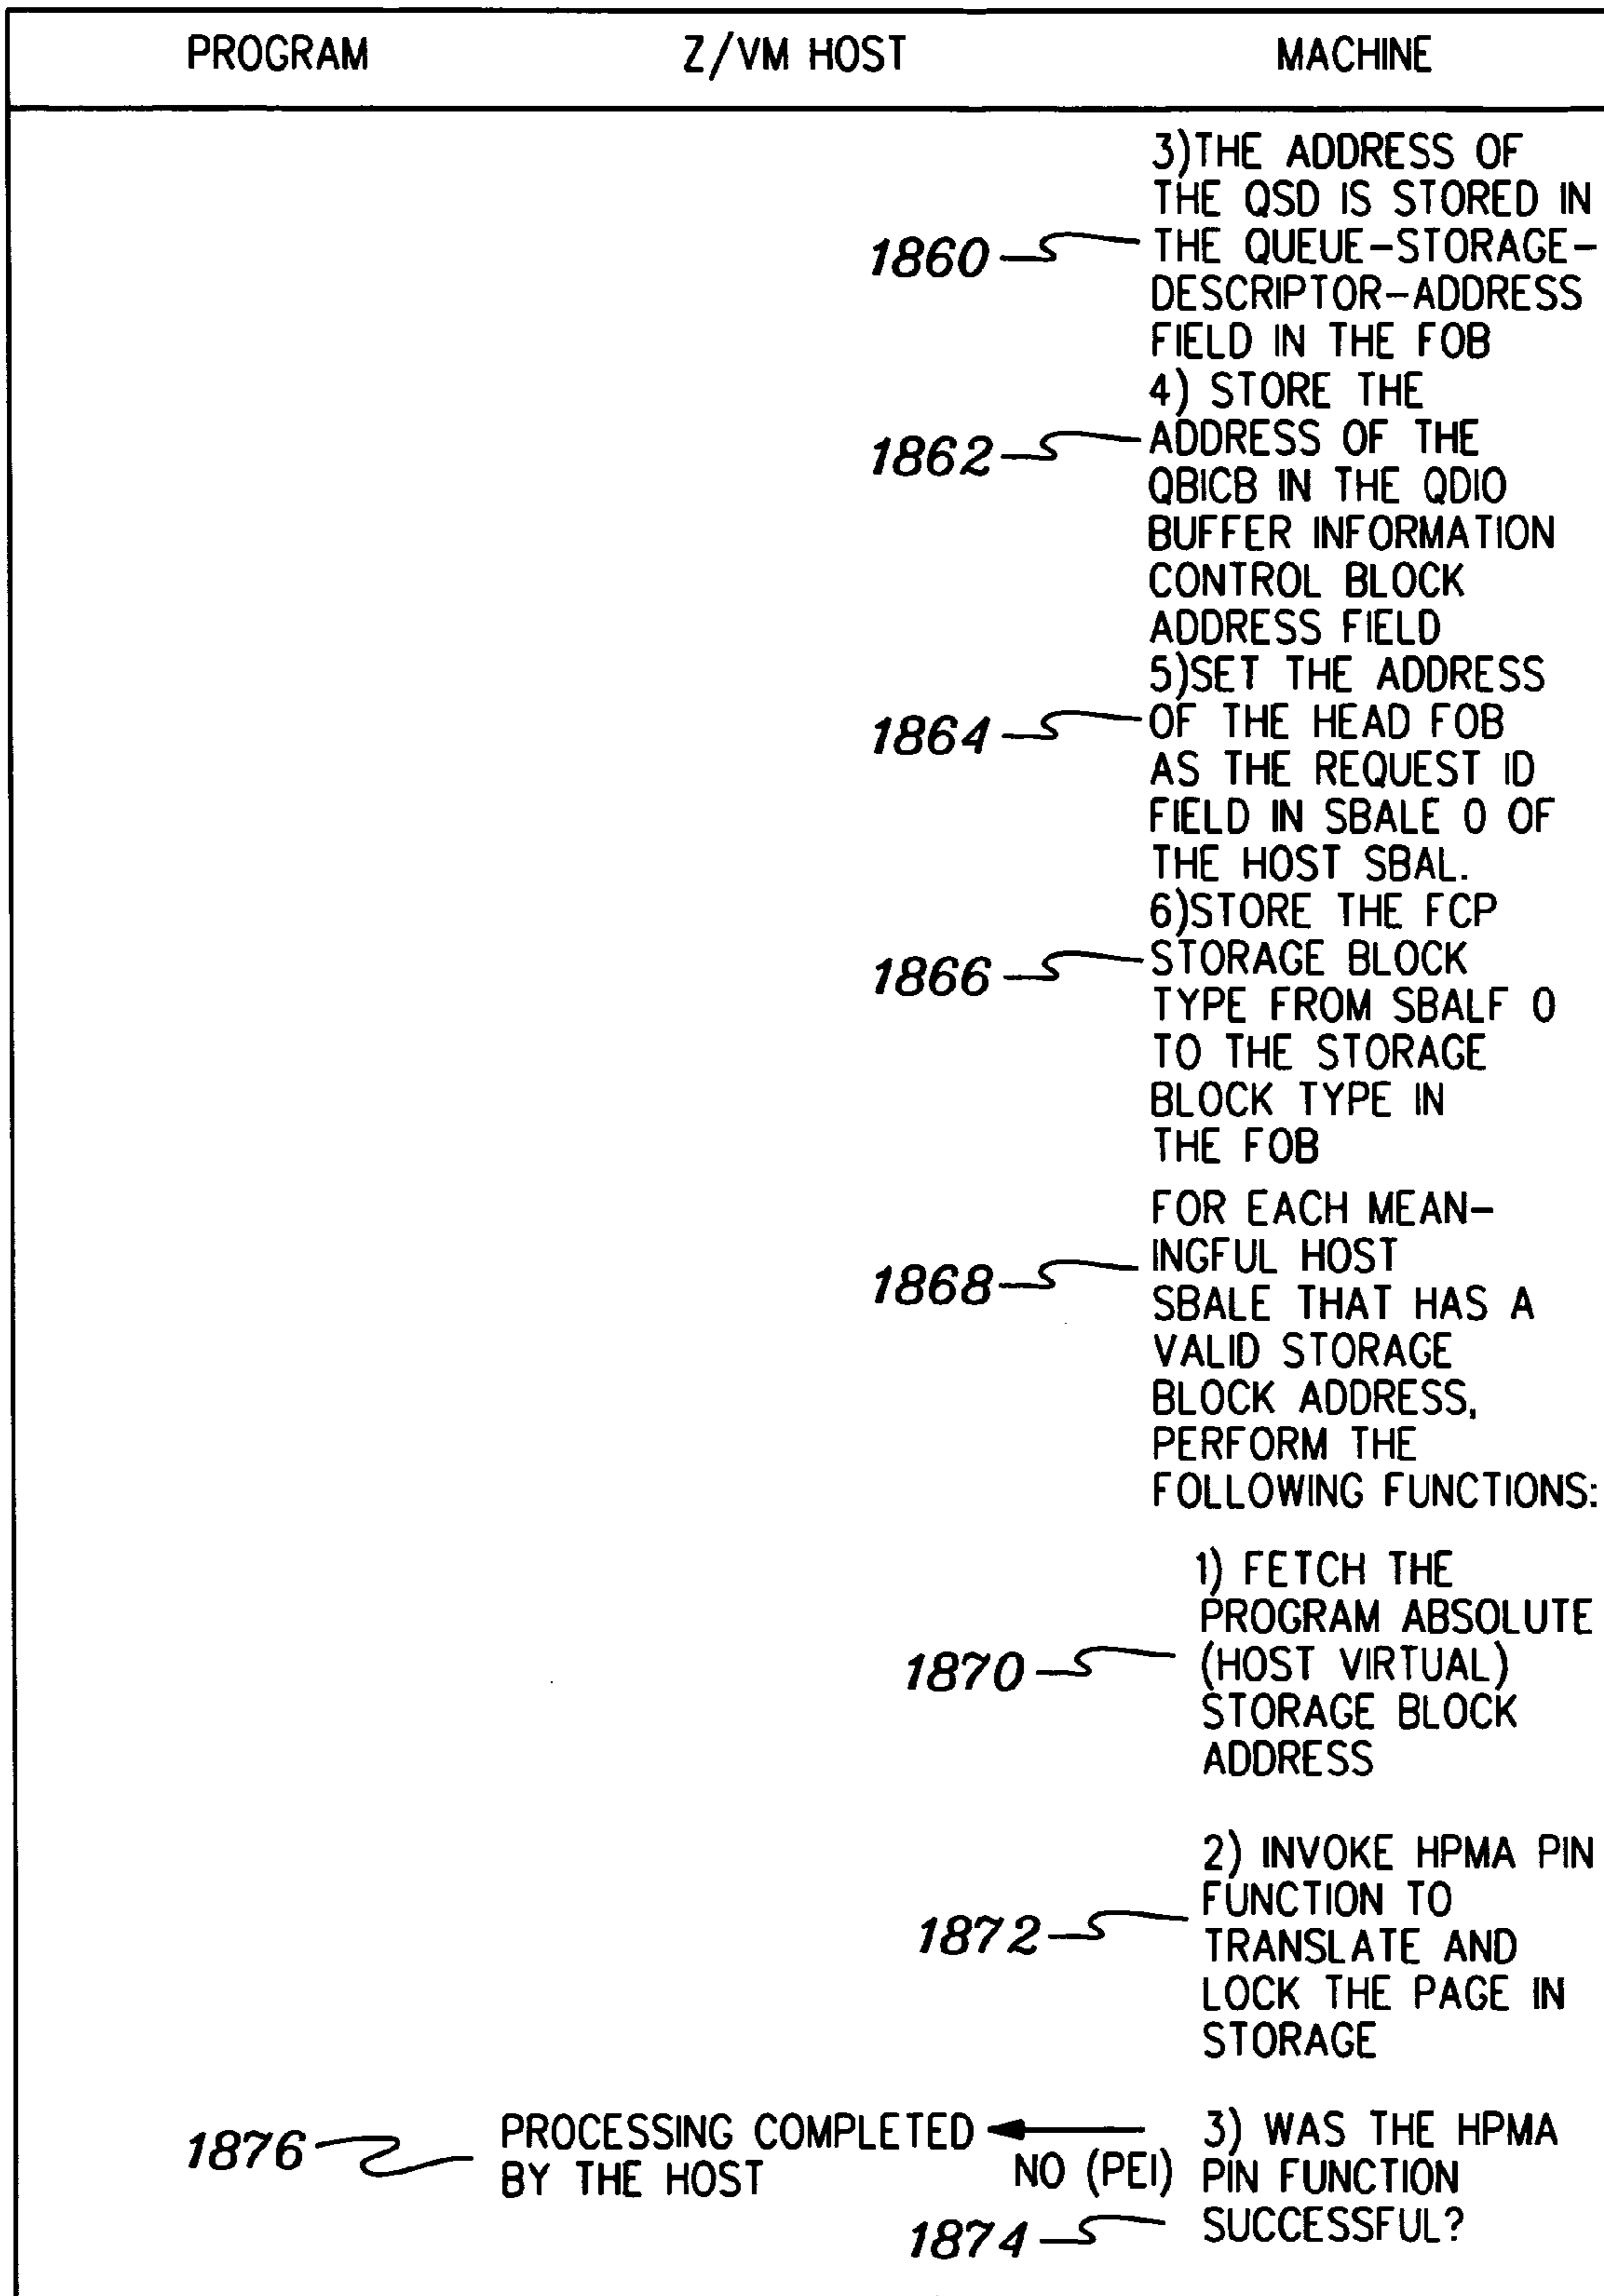 PROGRAM Z/VM HOST MACHINE
3)THE ADDRESS OF
THE QSD IS STORED IN
1860 THE QUEUE-STORAGE-
DESCRIPTOR-ADDRESS
FIELD IN THE FOB
4) STORE THE
1862 ADDRESS OF THE
QBICB IN THE QDIO
BUFFER INFORMATION
CONTROL BLOCK
ADDRESS FIELD
5)SET THE ADDRESS
1864 OF THE HEAD FOB
AS THE REQUEST ID
FIELD IN SBALE 0 OF
THE HOST SBAL.
6)STORE THE FCP
1866 STORAGE BLOCK
TYPE FROM SBALF 0
TO THE STORAGE
BLOCK TYPE IN
THE FOB
FOR EACH MEAN-
1868 INGFUL HOST
SBALE THAT HAS A
VALID STORAGE
BLOCK ADDRESS,
PERFORM THE
FOLLOWING FUNCTIONS:
1) FETCH THE
PROGRAM ABSOLUTE
1870 (HOST VIRTUAL)
STORAGE BLOCK
ADDRESS
2) INVOKE HPMA PIN
FUNCTION TO
1872 TRANSLATE AND
LOCK THE PAGE IN
STORAGE
1876 PROCESSING COMPLETED 3) WAS THE HPMA
BY THE HOST NO (PEI) PIN FUNCTION
1874 SUCCESSFUL?